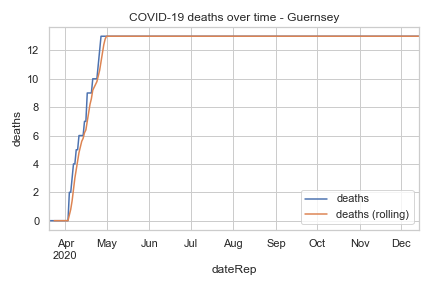 COVID-19 deaths over time - Guernsey
deaths
12
10
8
6
4
2
0
deaths
deaths (rolling)
Apr May Jun Jul Aug Sep Oct Nov Dec
2020
dateRep